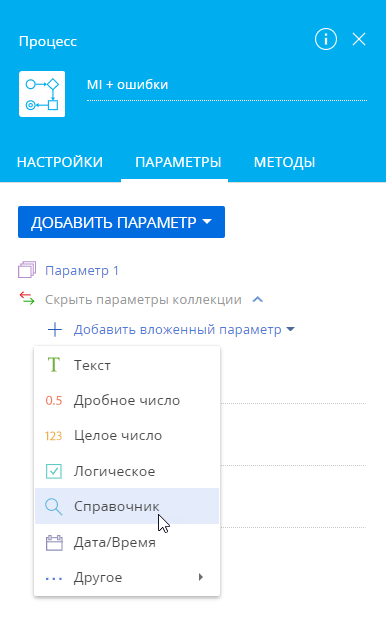 Процесс
MI + ошибки
НАСТРОЙКИ ПАРАМЕТРЫ МЕТОДЫ
ДОБАВИТЬ ПАРАМЕТР
Параметр 1
Скрыть параметры коллекции
Добавить вложенный параметр
T Текст
0.5 Дробное число
123 Целое число
Логическое
Справочник
Дата/Время
Другое